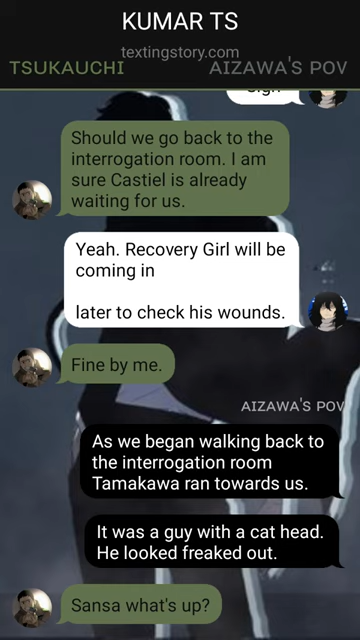 KUMAR TS
textingstory.com
TSUKAUCHI
AIZAWA'S POV
Should we go back to the
interrogation room. I am
sure Castiel is already
waiting for us.
Yeah. Recovery Girl will be
coming in
later to check his wounds.
Fine by me.
AIZAWA'S POV
As we began walking back to
the interrogation room
Tamakawa ran towards us.
It was a guy with a cat head.
He looked freaked out.
Sansa what's up?